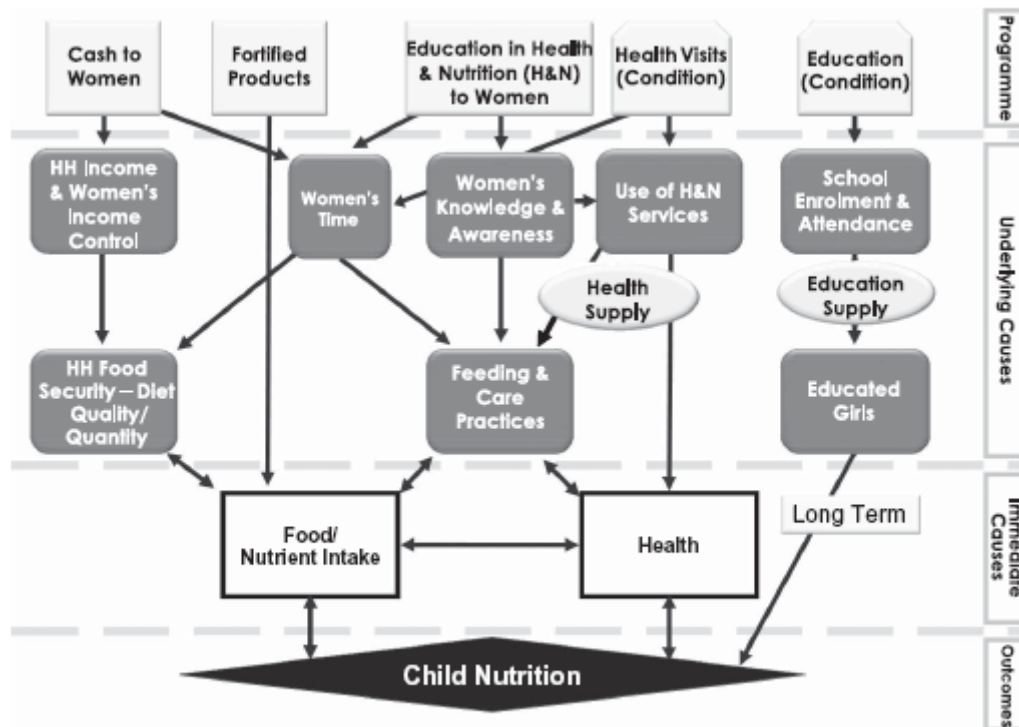 Cash to
Women
Fortified
Products
Education in Health
& Nutrition (H&N)
to Women
Health Visits
(Condition)
Education
(Condition)
Programme
HH Income
& Women's
Income
Control
Women's
Time
Women's
Knowledge &
Awareness
Use of H&N
Services
School
Enrolment &
Attendance
Underlying Causes
Health
Supply
Education
Supply
HH Food
Security—Diet
Quality/
Quantity
Feeding &
Care
Practices
Educated
Girls
Food/
Nutrient Intake
Health
Long Term
Immediate
Causes
Child Nutrition
Outcomes